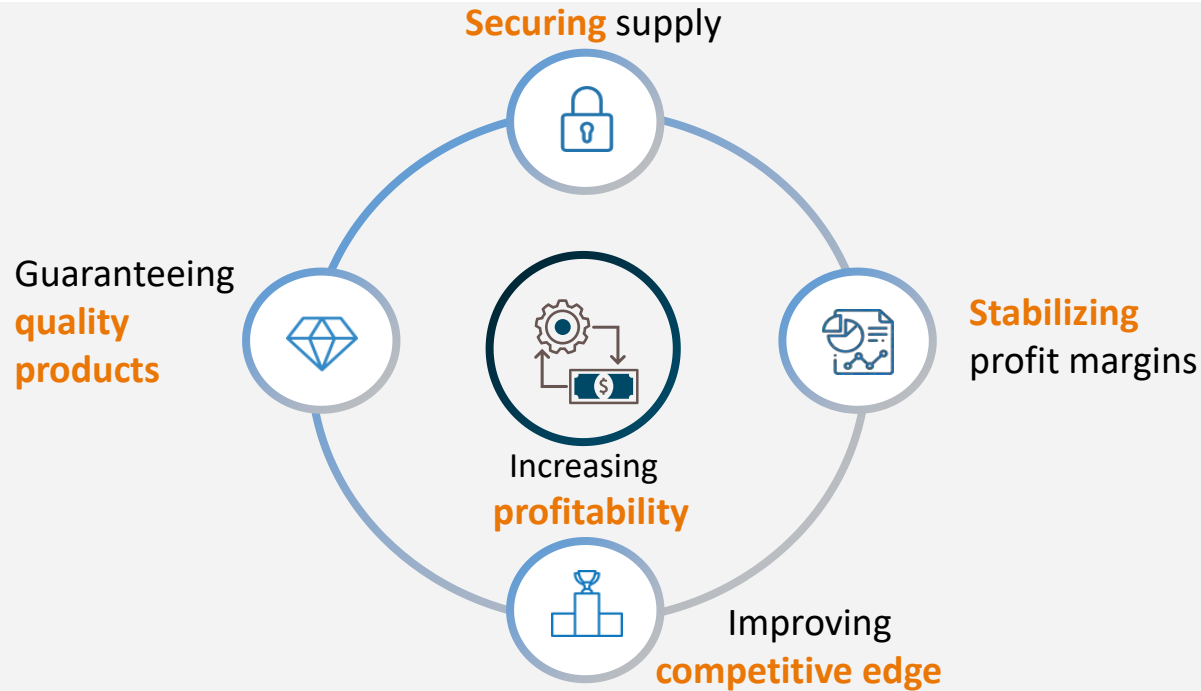 Securing supply
Guaranteeing
quality
products
Stabilizing
profit margins
$
Increasing
profitability
Improving
competitive edge